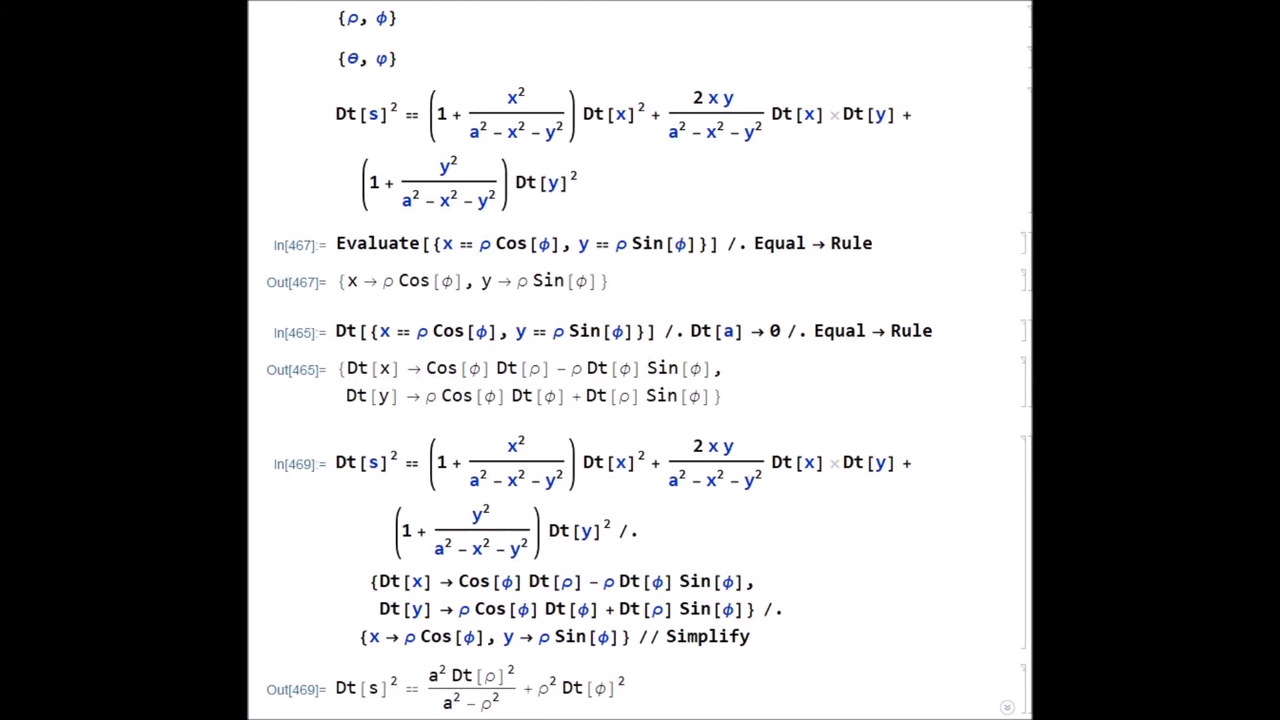 {ρ, ϕ}
{θ, φ}
Dt[s]² == (1 + x²/(a² - x² - y²)) Dt[x]² + 2 x y/(a² - x² - y²) Dt[x] × Dt[y] +
(1 + y²/(a² - x² - y²)) Dt[y]²
In[467]:= Evaluate[{x == ρ Cos[ϕ], y == ρ Sin[ϕ]}] /. Equal → Rule
Out[467]= {x → ρ Cos[ϕ], y → ρ Sin[ϕ]}
In[465]:= Dt[{x == ρ Cos[ϕ], y == ρ Sin[ϕ]}] /. Dt[a] → 0 /. Equal → Rule
Out[465]= {Dt[x] → Cos[ϕ] Dt[ρ] - ρ Dt[ϕ] Sin[ϕ],
Dt[y] → ρ Cos[ϕ] Dt[ϕ] + Dt[ρ] Sin[ϕ]}
In[469]:= Dt[s]² == (1 + x²/(a² - x² - y²)) Dt[x]² + 2 x y/(a² - x² - y²) Dt[x] × Dt[y] +
(1 + y²/(a² - x² - y²)) Dt[y]² /.
{Dt[x] → Cos[ϕ] Dt[ρ] - ρ Dt[ϕ] Sin[ϕ],
Dt[y] → ρ Cos[ϕ] Dt[ϕ] + Dt[ρ] Sin[ϕ]} /.
{x → ρ Cos[ϕ], y → ρ Sin[ϕ]} // Simplify
Out[469]= Dt[s]² == a² Dt[ρ]²/(a² - ρ²) + ρ² Dt[ϕ]²